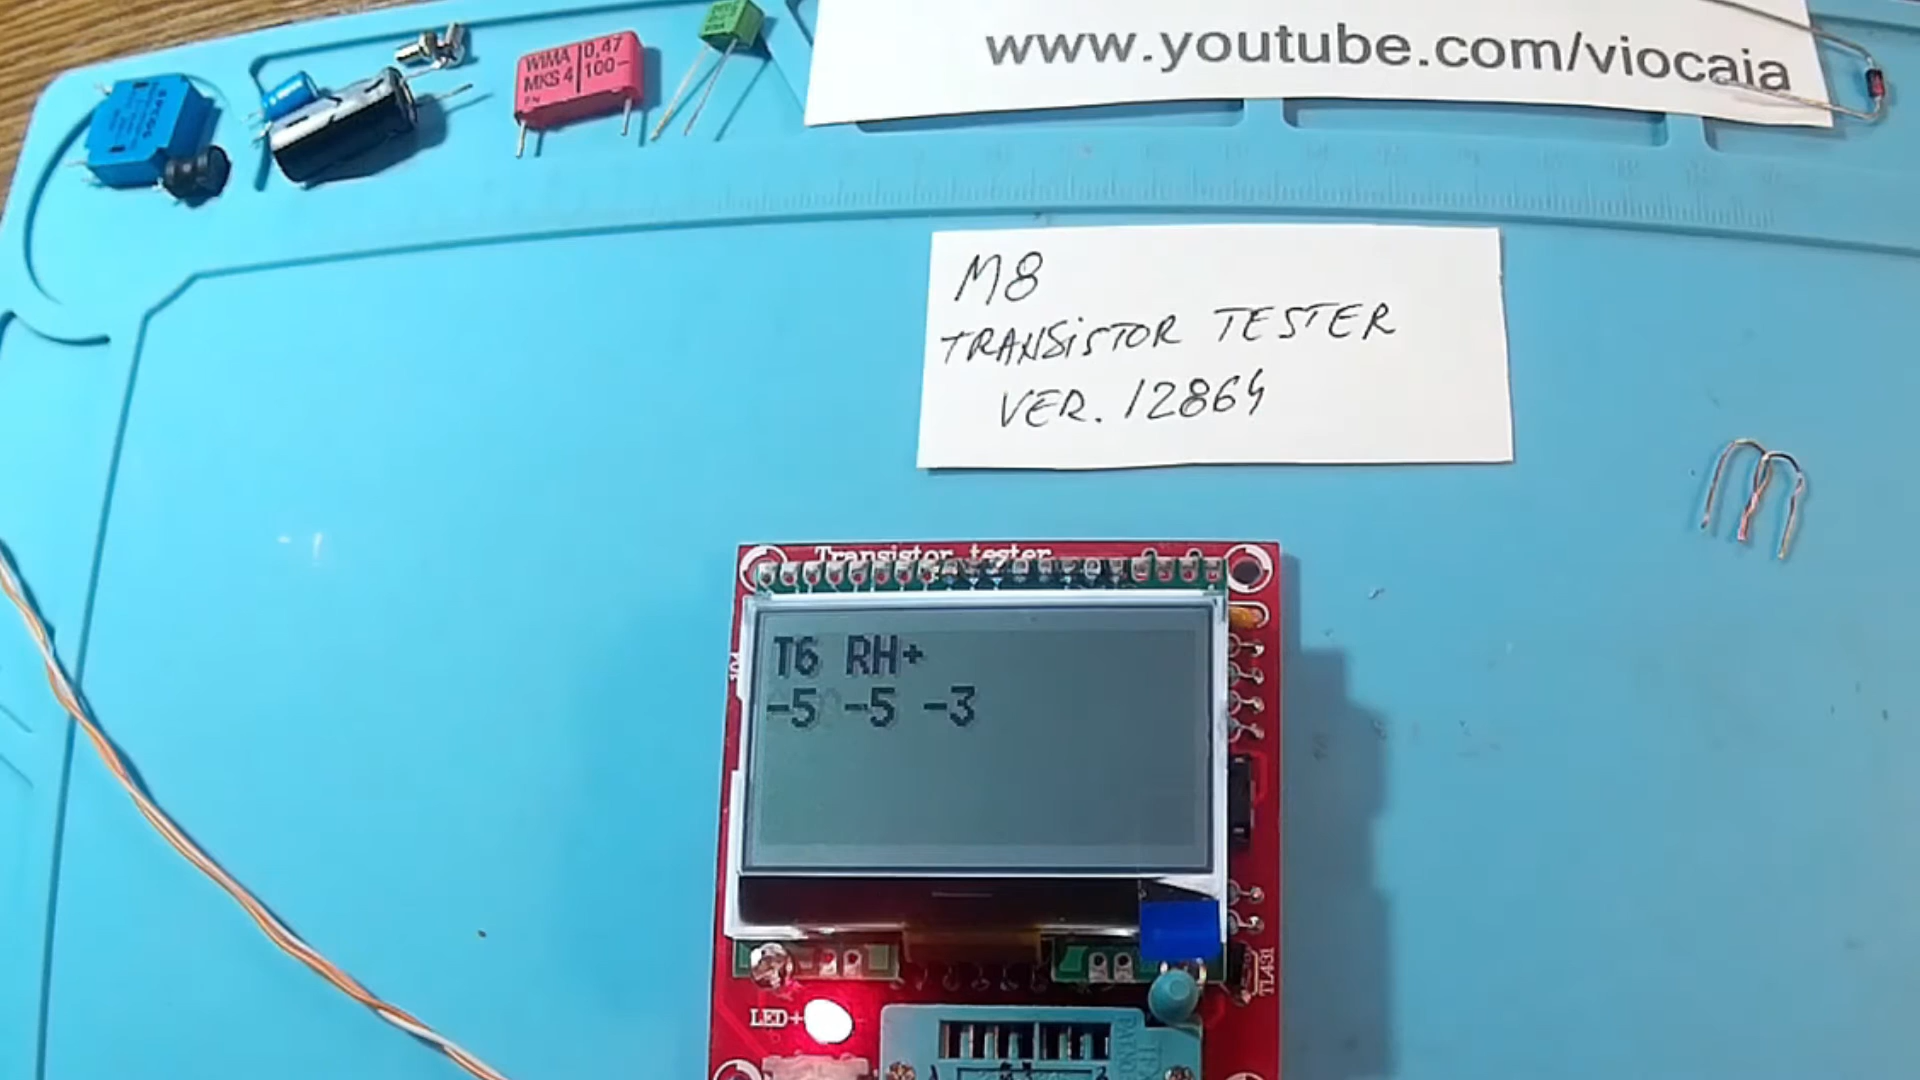 www.youtube.com/viocaia
WIMA 0,47
MKS 4 100-
M8
TRANSISTOR TESTER
VER. 12864
Transistor tester
T6 RH+
-5 -5 -3
TL431
LED+